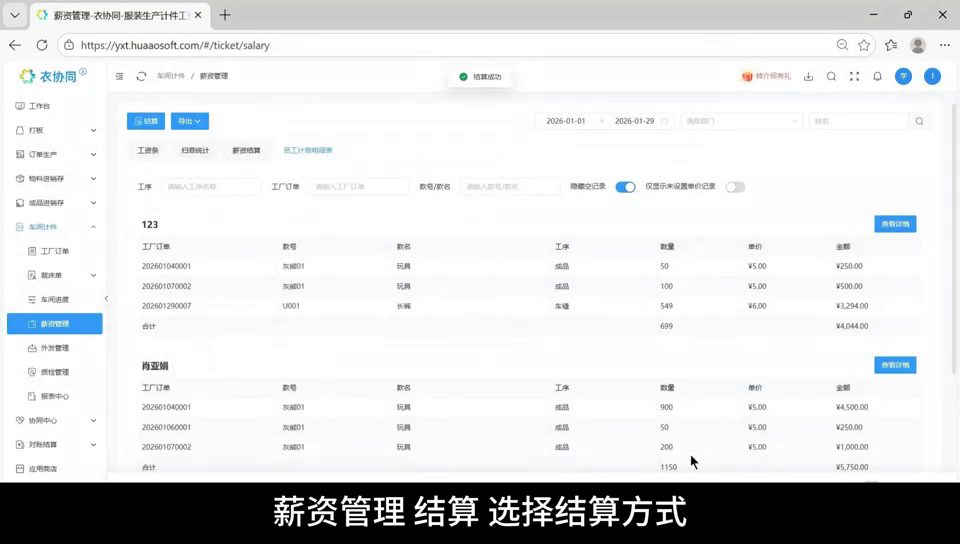 薪资管理-衣协同-服装生产计件工
https://yxt.huaaosoft.com/#/ticket/salary
衣协同®
车间计件 / 薪资管理
结算成功
转介绍有礼
学
1
工作台
打板
订单生产
物料进销存
成品进销存
车间计件
工厂订单
裁床单
车间进度
薪资管理
外发管理
质检管理
报表中心
协同中心
对账结算
应用商店
结算
导出
2026-01-01
2026-01-29
选择部门
姓名
工资条
扫菲统计
薪资结算
员工计菲明细表
工序
请输入工序名称
工厂订单
请输入工厂订单
款号/款名
请输入款号/款名
隐藏空记录
仅显示未设置单价记录
123
查看详情
工厂订单 款号 款名 工序 数量 单价 金额
202601040001 灰蝴01 玩具 成品 50 ¥5.00 ¥250.00
202601070002 灰蝴01 玩具 成品 100 ¥5.00 ¥500.00
202601290007 U001 长裤 车缝 549 ¥6.00 ¥3,294.00
合计 699 ¥4,044.00
肖亚娟
查看详情
工厂订单 款号 款名 工序 数量 单价 金额
202601040001 灰蝴01 玩具 成品 900 ¥5.00 ¥4,500.00
202601060001 灰蝴01 玩具 成品 50 ¥5.00 ¥250.00
202601070002 灰蝴01 玩具 成品 200 ¥5.00 ¥1,000.00
合计 1150 ¥5,750.00
薪资管理 结算 选择结算方式